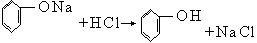 ONa +HCl→ OH +NaCl